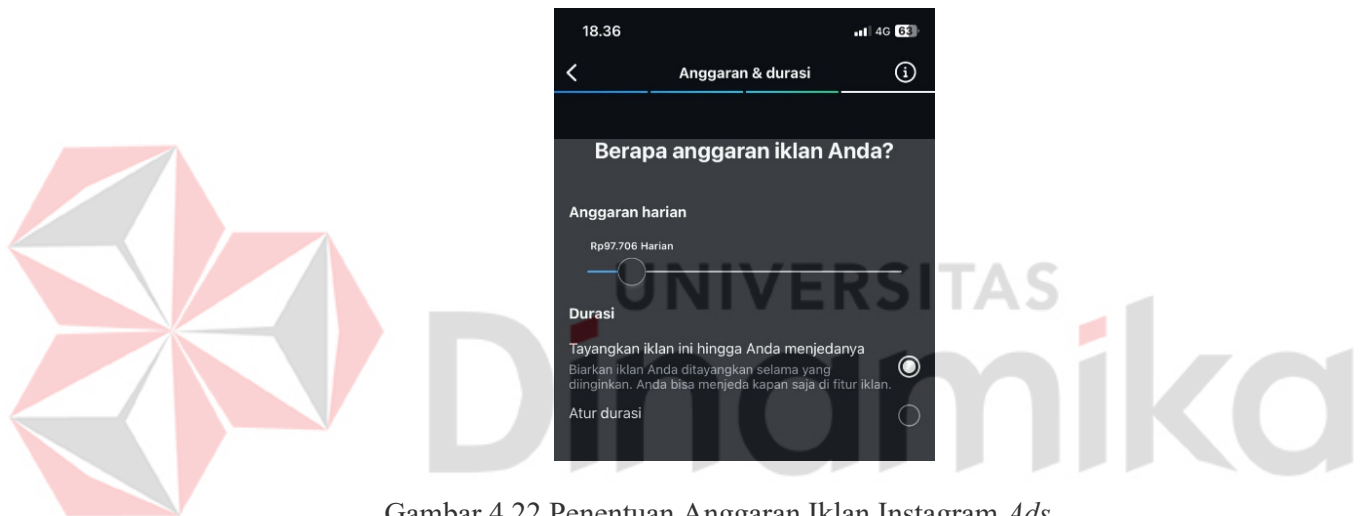 18.36
4G 63
Anggaran & durasi
Berapa anggaran iklan Anda?
Anggaran harian
Rp97.706 Harian
UNIVERSITAS
Dinamika
Durasi
Tayangkan iklan ini hingga Anda menjedanya
Biarkan iklan Anda ditayangkan selama yang
diinginkan. Anda bisa menjeda kapan saja di fitur iklan.
Atur durasi
Gambar 4.22 Penentuan Anggaran Iklan Instagram Ads